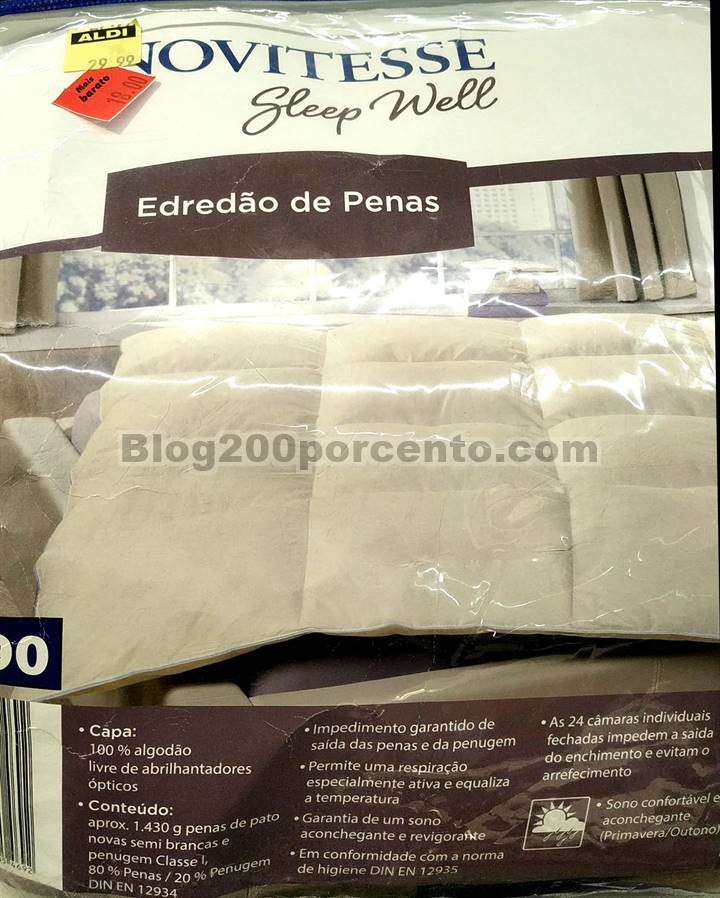 ALDI
29.99
Mais
barato
18.00
NOVITESSE
Sleep Well
Edredão de Penas
Blog200porcento.com
90
• Capa:
100 % algodão
livre de abrilhantadores
ópticos
• Conteúdo:
aprox. 1.430 g penas de pato
novas semi brancas e
penugem Classe I,
80 % Penas / 20 % Penugem
DIN EN 12934
• Impedimento garantido de
saída das penas e da penugem
• Permite uma respiração
especialmente ativa e equaliza
a temperatura
• Garantia de um sono
aconchegante e revigorante
• Em conformidade com a norma
de higiene DIN EN 12935
• As 24 câmaras individuais
fechadas impedem a saida
do enchimento e evitam o
arrefecimento
• Sono confortável e
aconchegante
(Primavera/Outono)